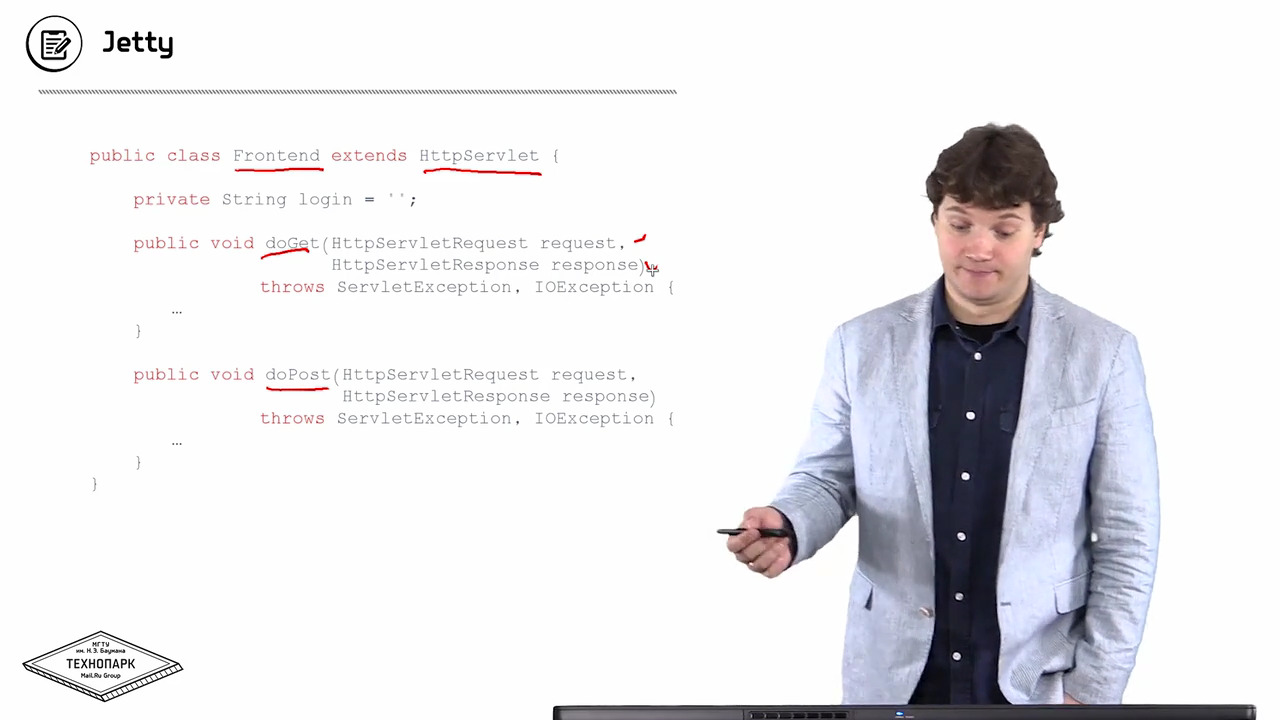 Jetty
public class Frontend extends HttpServlet {
private String login = '';
public void doGet(HttpServletRequest request,
HttpServletResponse response)
throws ServletException, IOException {
…
}
public void doPost(HttpServletRequest request,
HttpServletResponse response)
throws ServletException, IOException {
…
}
}
МГТУ
им. Н.Э. Баумана
ТЕХНОПАРК
Mail.Ru Group